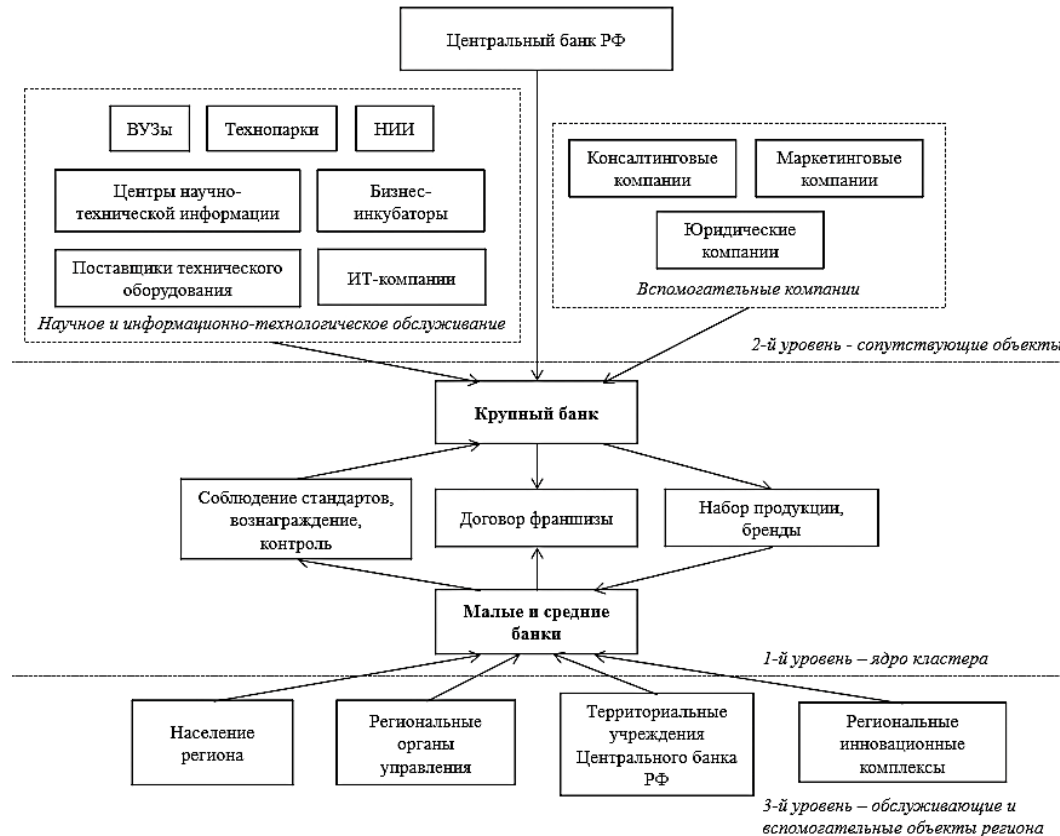 Центральный банк РФ
ВУЗы
Технопарки
НИИ
Центры научно-
технической информации
Бизнес-
инкубаторы
Поставщики технического
оборудования
ИТ-компании
Научное и информационно-технологическое обслуживание
Консалтинговые
компании
Маркетинговые
компании
Юридические
компании
Вспомогательные компании
2-й уровень - сопутствующие объекты
Крупный банк
Соблюдение стандартов,
вознаграждение,
контроль
Договор франшизы
Набор продукции,
бренды
Малые и средние
банки
1-й уровень – ядро кластера
Население
региона
Региональные
органы
управления
Территориальные
учреждения
Центрального банка
РФ
Региональные
инновационные
комплексы
3-й уровень – обслуживающие и
вспомогательные объекты региона